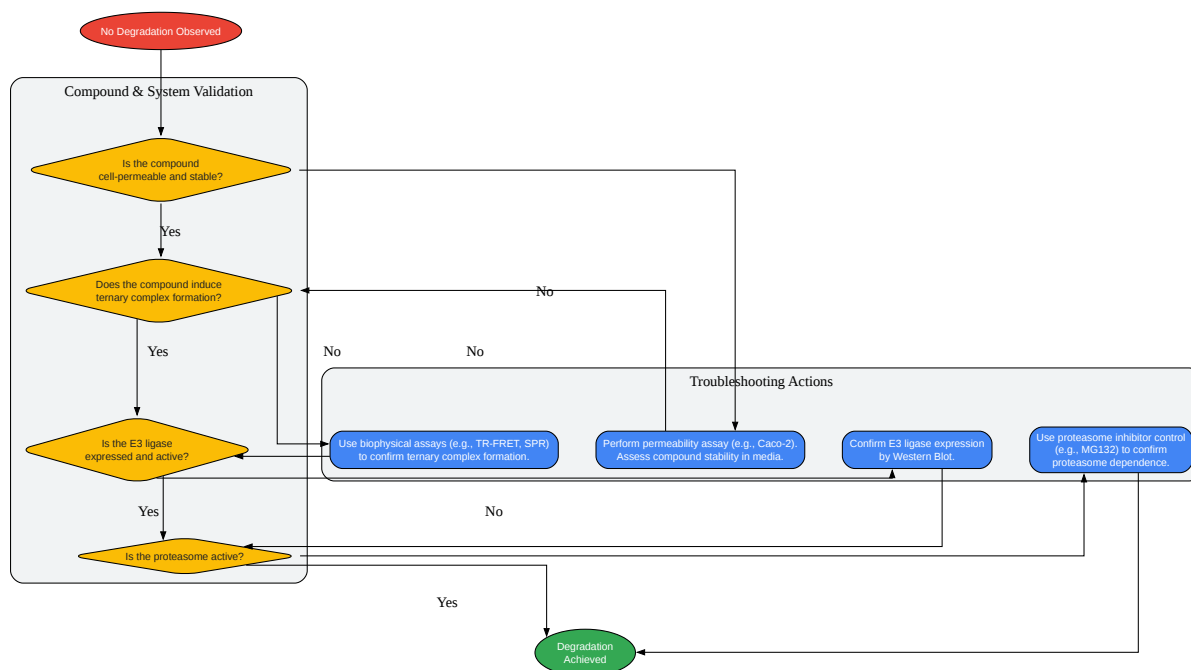 No Degradation Observed
Compound & System Validation
Is the compound
cell-permeable and stable?
Yes
Does the compound induce
ternary complex formation?
No
Yes
No
No
Troubleshooting Actions
Is the E3 ligase
expressed and active?
Use biophysical assays (e.g., TR-FRET, SPR)
to confirm ternary complex formation.
Perform permeability assay (e.g., Caco-2).
Assess compound stability in media.
Confirm E3 ligase expression
by Western Blot.
Use proteasome inhibitor control
(e.g., MG132) to confirm
proteasome dependence.
Yes
No
Is the proteasome active?
Yes
Degradation
Achieved